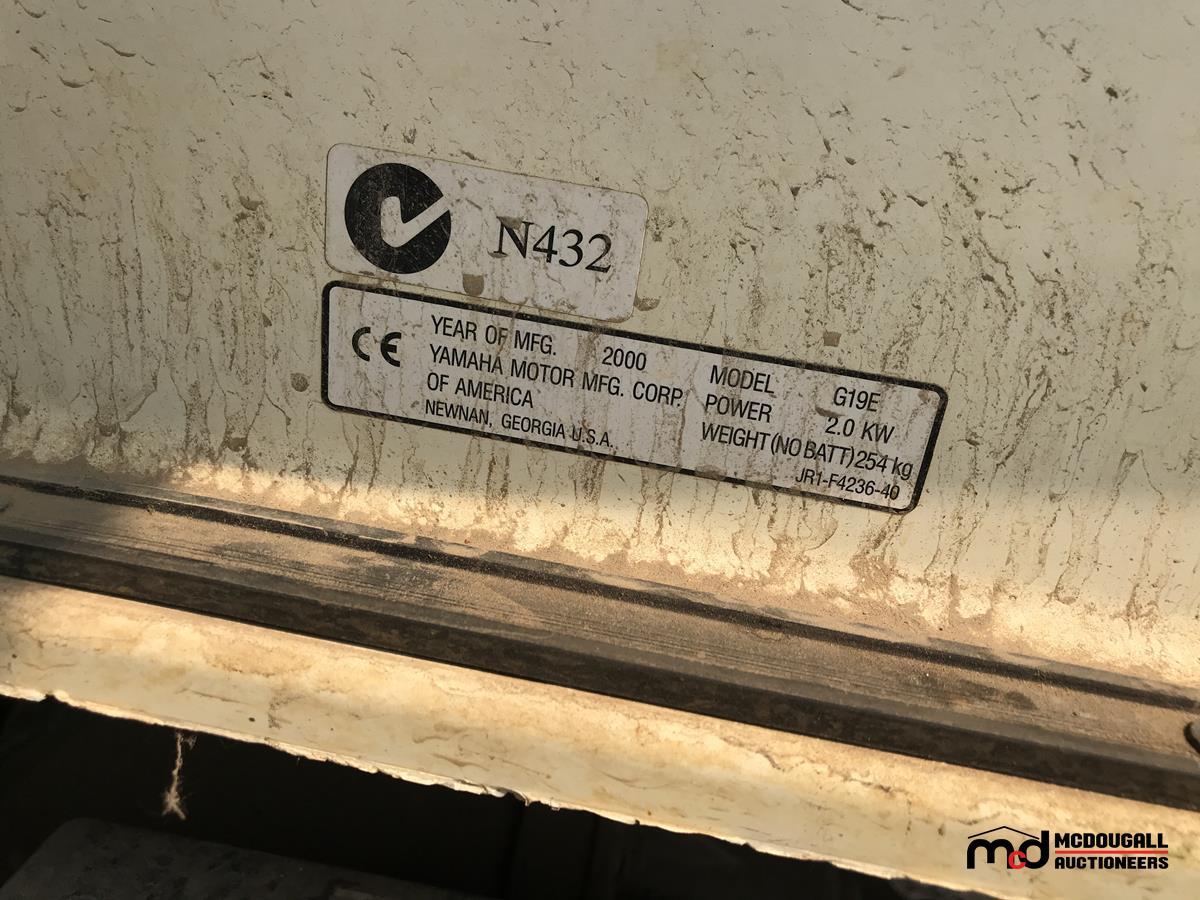 N432
CE
YEAR OF MFG. 2000
YAMAHA MOTOR MFG. CORP.
OF AMERICA
NEWNAN, GEORGIA U.S.A.
MODEL G19E
POWER 2.0 KW
WEIGHT (NO BATT) 254 kg
JR1-F4236-40
mcd MCDOUGALL
AUCTIONEERS